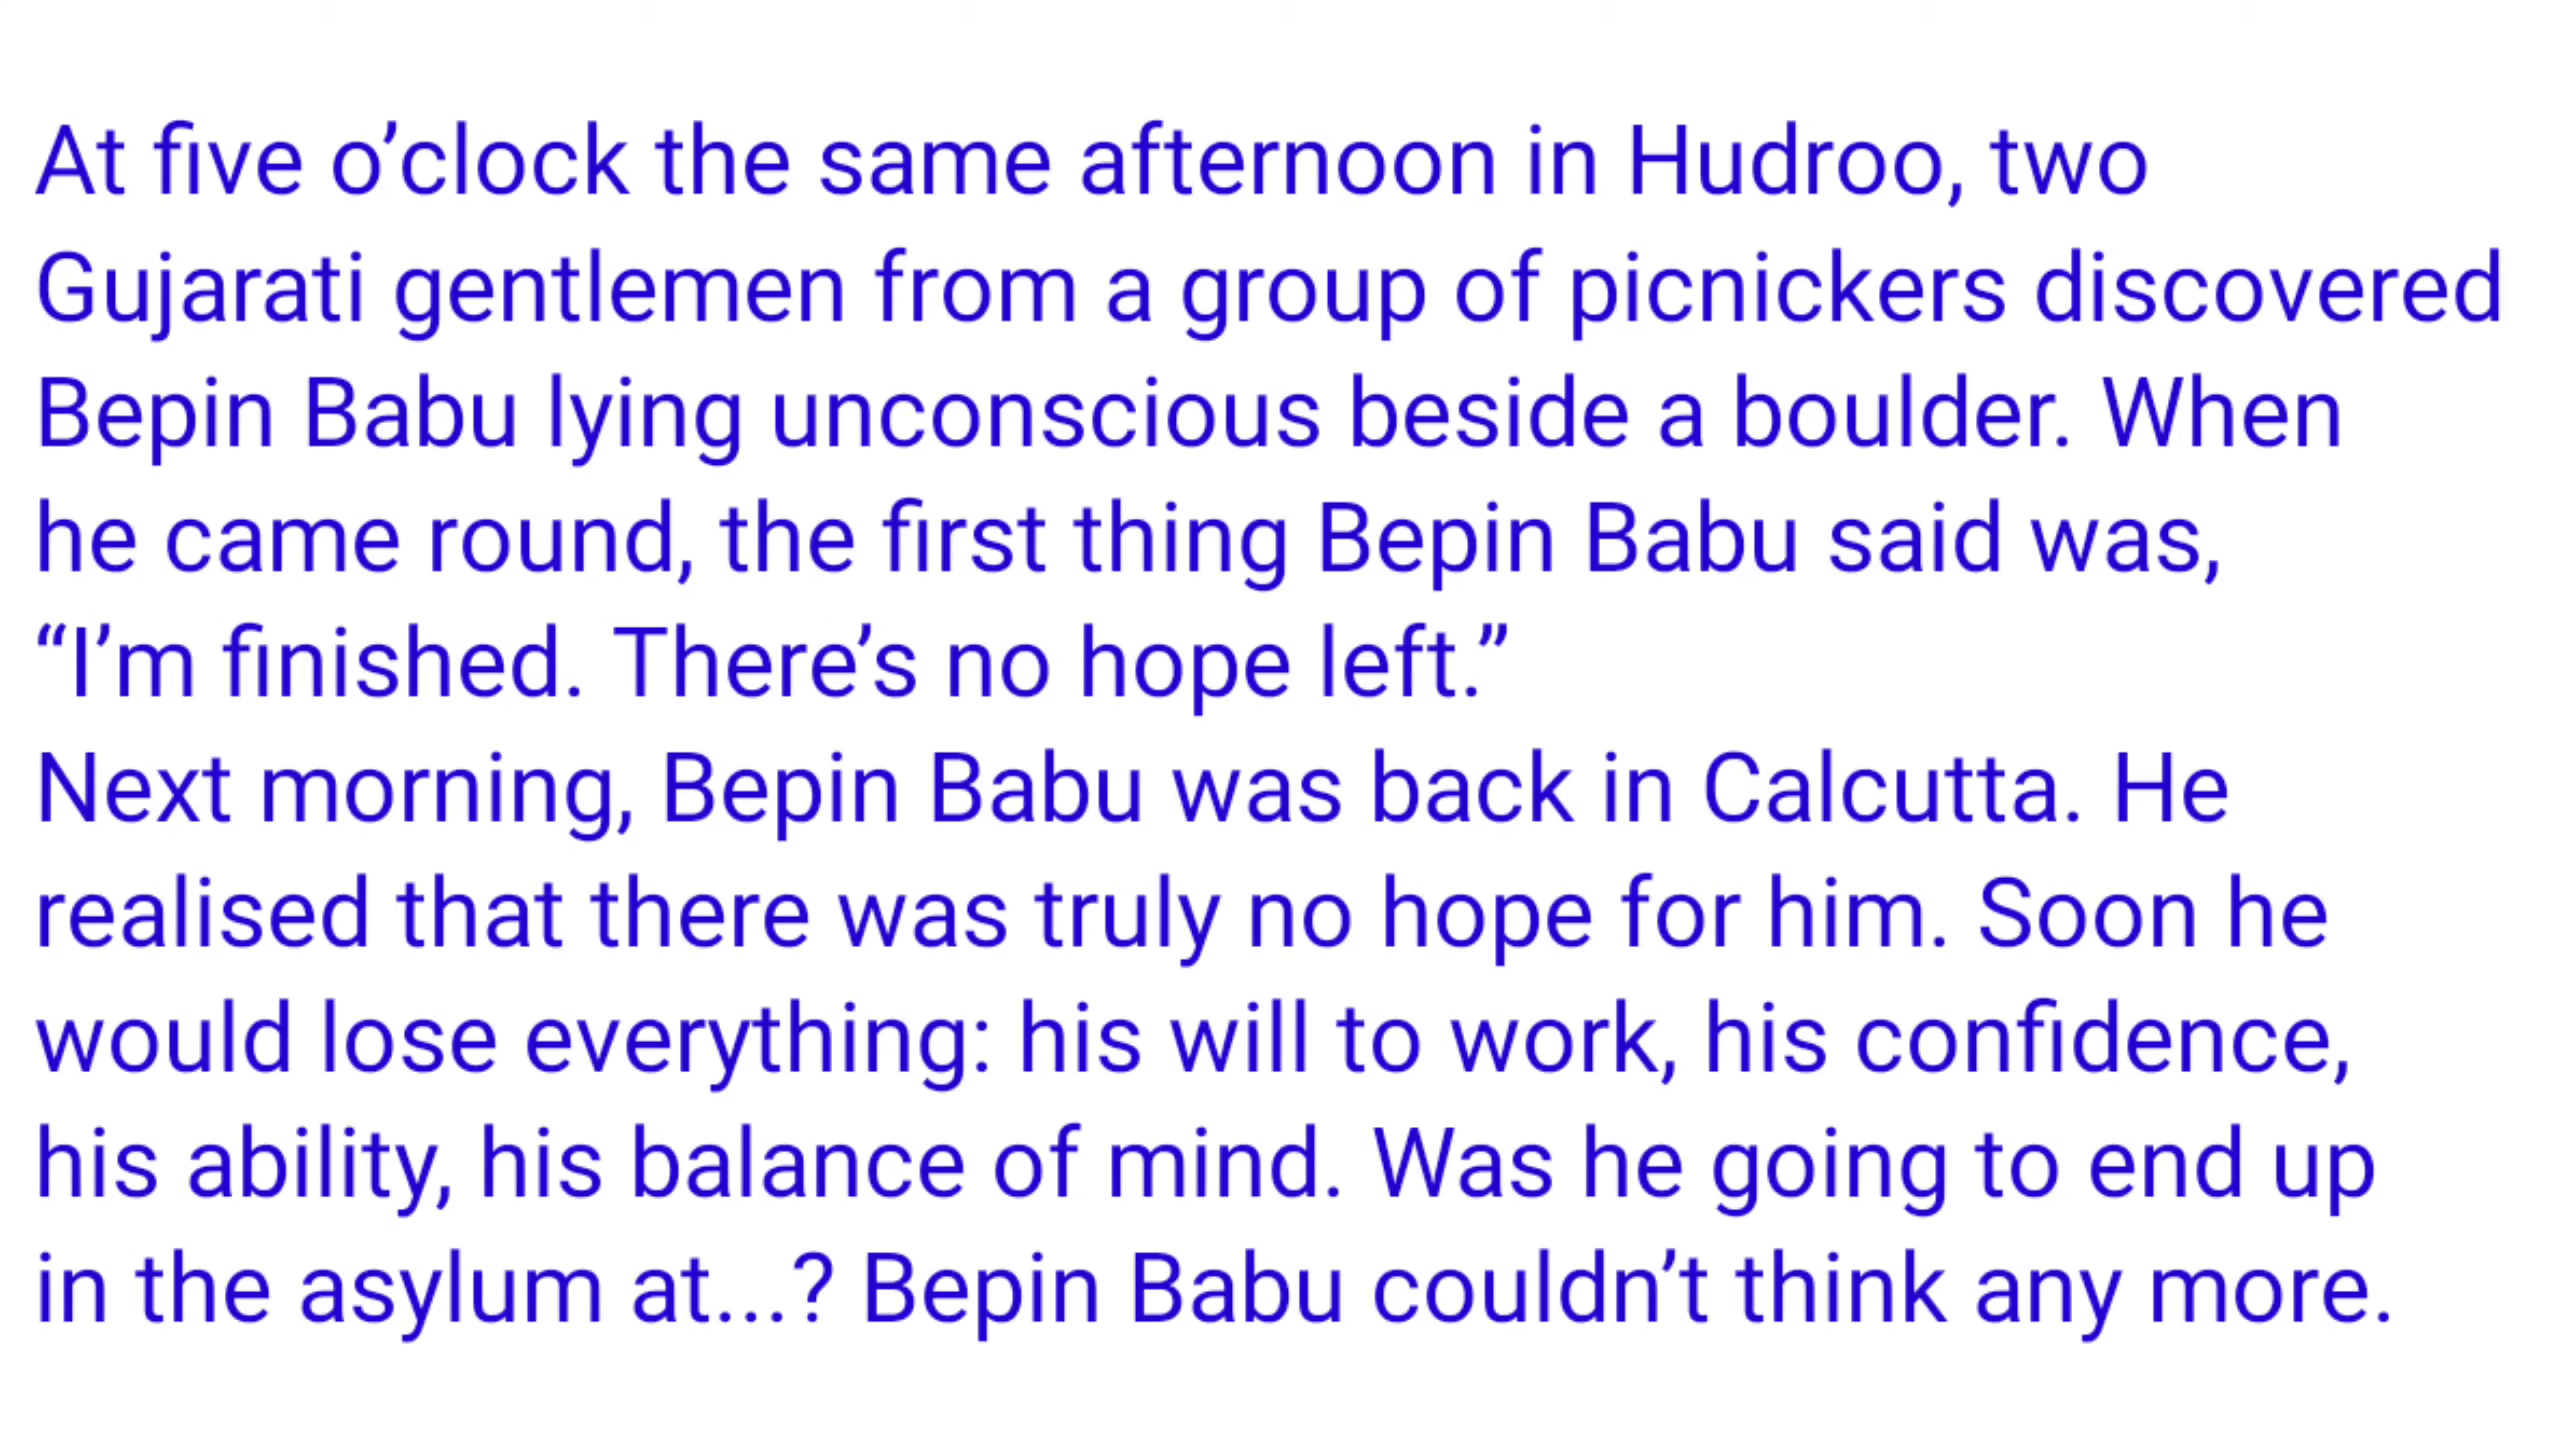 At five o’clock the same afternoon in Hudroo, two
Gujarati gentlemen from a group of picnickers discovered
Bepin Babu lying unconscious beside a boulder. When
he came round, the first thing Bepin Babu said was,
“I’m finished. There’s no hope left.”
Next morning, Bepin Babu was back in Calcutta. He
realised that there was truly no hope for him. Soon he
would lose everything: his will to work, his confidence,
his ability, his balance of mind. Was he going to end up
in the asylum at...? Bepin Babu couldn’t think any more.